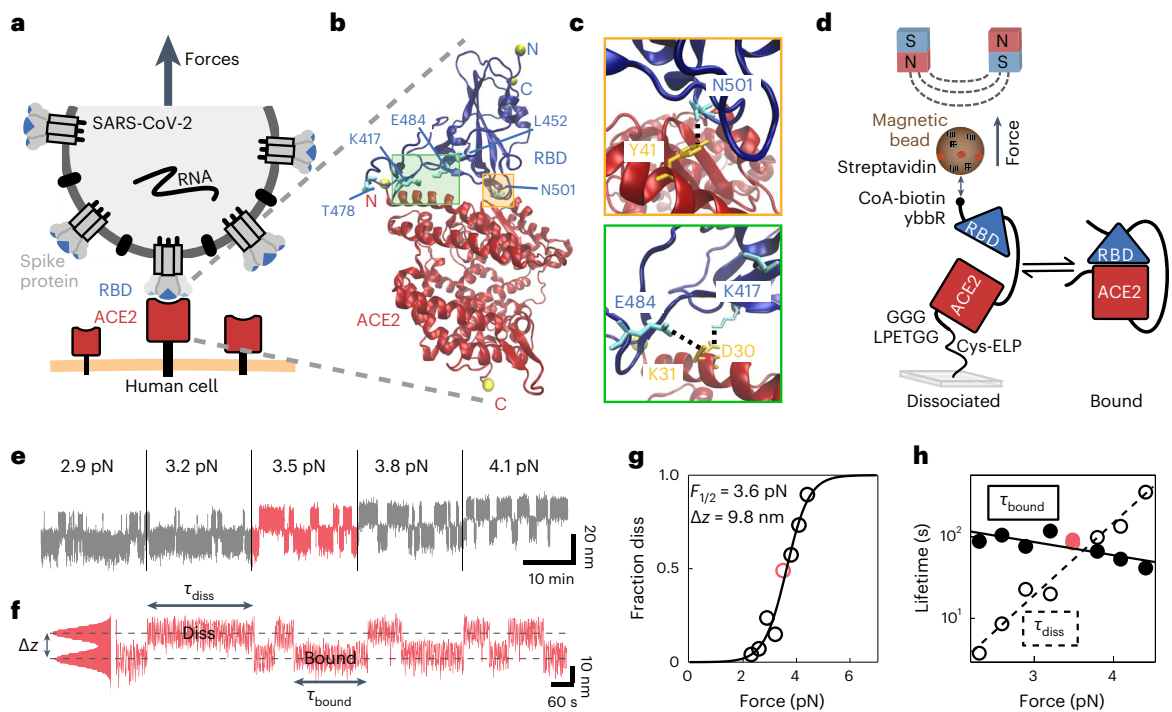 a
Forces
SARS-CoV-2
RNA
Spike
protein
RBD
ACE2
Human cell
b
N
C
E484
L452
K417
RBD
N
T478
N501
ACE2
C
c
N501
Y41
E484
K417
D30
K31
d
S
N
N
S
Magnetic
bead
Force
Streptavidin
CoA-biotin
ybbR
RBD
ACE2
GGG
LPETGG
Cys-ELP
Dissociated
RBD
ACE2
Bound
e
2.9 pN
3.2 pN
3.5 pN
3.8 pN
4.1 pN
20 nm
10 min
f
τdiss
Δz
Diss
Bound
τbound
10 nm
60 s
g
1.0
F1/2 = 3.6 pN
Δz = 9.8 nm
Fraction diss
0.5
0
0
2
4
6
Force (pN)
h
τbound
Lifetime (s)
10²
10¹
τdiss
3
4
Force (pN)